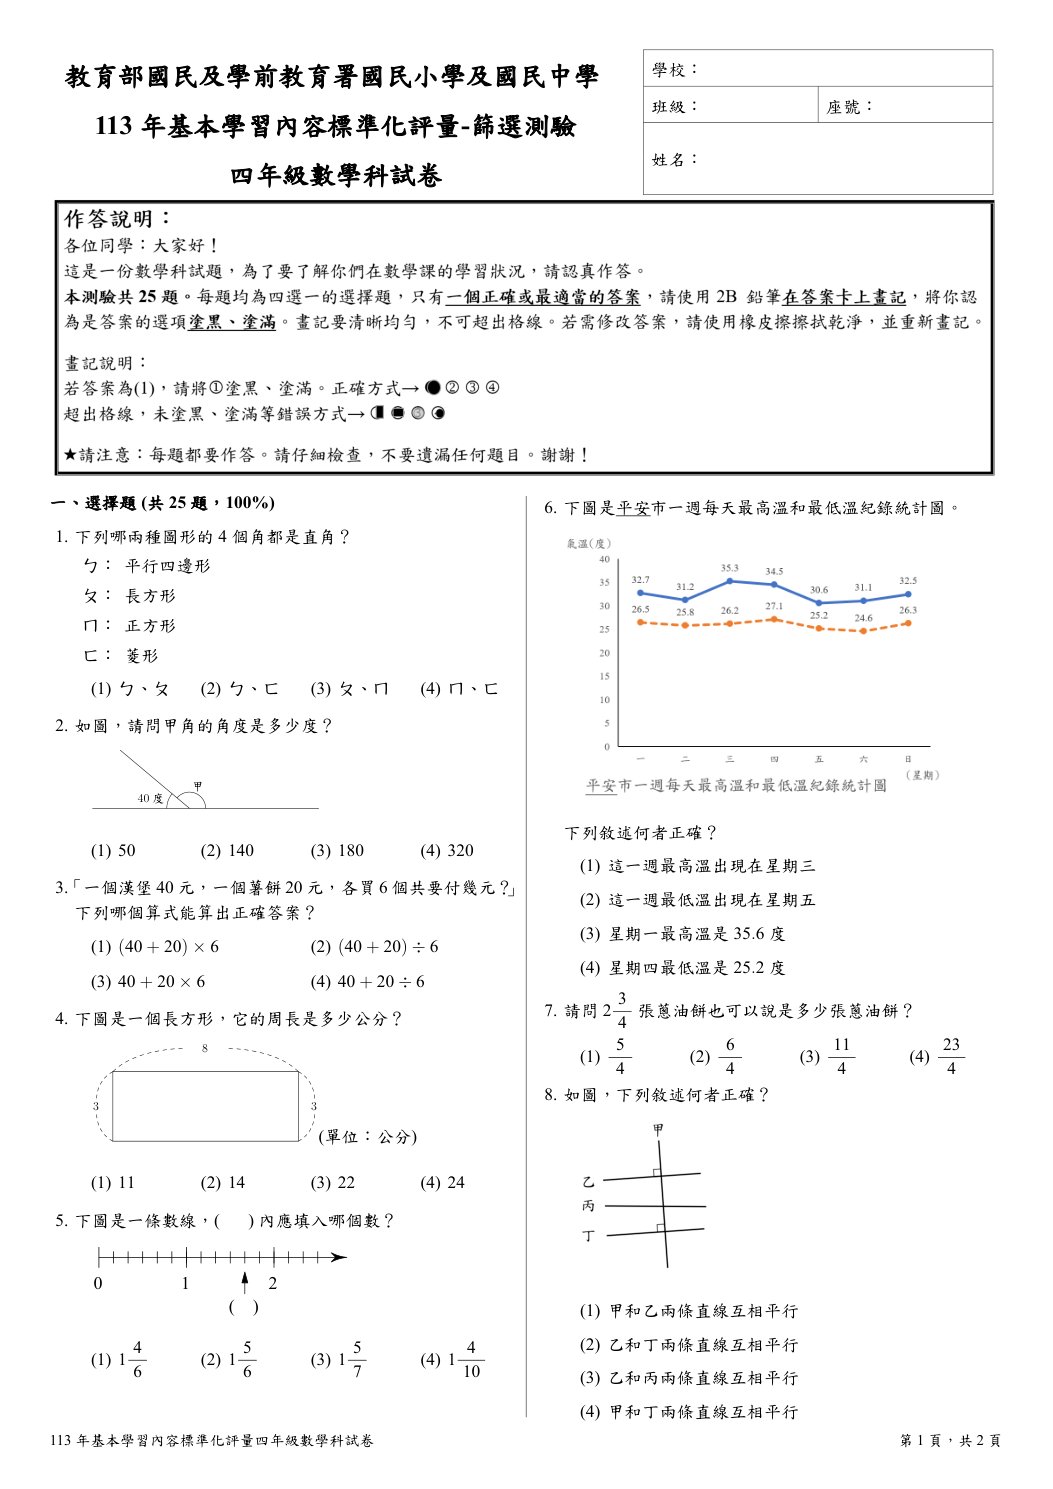 教育部國民及學前教育署國民小學及國民中學
113 年基本學習內容標準化評量-篩選測驗
四年級數學科試卷
學校：
班級：
座號：
姓名：
作答說明：
各位同學：大家好！
這是一份數學科試題，為了要了解你們在數學課的學習狀況，請認真作答。
本測驗共 25 題。每題均為四選一的選擇題，只有一個正確或最適當的答案，請使用 2B 鉛筆在答案卡上畫記，將你認
為是答案的選項塗黑、塗滿。畫記要清晰均勻，不可超出格線。若需修改答案，請使用橡皮擦擦拭乾淨，並重新畫記。
畫記說明：
若答案為(1)，請將①塗黑、塗滿。正確方式→ ● ② ③ ④
超出格線，未塗黑、塗滿等錯誤方式→
★請注意：每題都要作答。請仔細檢查，不要遺漏任何題目。謝謝！
一、選擇題 (共 25 題，100%)
1. 下列哪兩種圖形的 4 個角都是直角？
ㄅ： 平行四邊形
ㄆ： 長方形
ㄇ： 正方形
ㄈ： 菱形
(1) ㄅ、ㄆ (2) ㄅ、ㄈ (3) ㄆ、ㄇ (4) ㄇ、ㄈ
2. 如圖，請問甲角的角度是多少度？
甲
40 度
(1) 50 (2) 140 (3) 180 (4) 320
3.「一個漢堡 40 元，一個薯餅 20 元，各買 6 個共要付幾元？」
下列哪個算式能算出正確答案？
(1) (40 + 20) × 6 (2) (40 + 20) ÷ 6
(3) 40 + 20 × 6 (4) 40 + 20 ÷ 6
4. 下圖是一個長方形，它的周長是多少公分？
8
3 3
(單位：公分)
(1) 11 (2) 14 (3) 22 (4) 24
5. 下圖是一條數線，( ) 內應填入哪個數？
0 1 2
( )
(1) 1 4/6 (2) 1 5/6 (3) 1 5/7 (4) 1 4/10
6. 下圖是平安市一週每天最高溫和最低溫紀錄統計圖。
氣溫(度)
40
35
30
25
20
15
10
5
0
32.7 31.2 35.3 34.5 30.6 31.1 32.5
26.5 25.8 26.2 27.1 25.2 24.6 26.3
一 二 三 四 五 六 日
(星期)
平安市一週每天最高溫和最低溫紀錄統計圖
下列敘述何者正確？
(1) 這一週最高溫出現在星期三
(2) 這一週最低溫出現在星期五
(3) 星期一最高溫是 35.6 度
(4) 星期四最低溫是 25.2 度
7. 請問 2 3/4 張蔥油餅也可以說是多少張蔥油餅？
(1) 5/4 (2) 6/4 (3) 11/4 (4) 23/4
8. 如圖，下列敘述何者正確？
甲
乙
丙
丁
(1) 甲和乙兩條直線互相平行
(2) 乙和丁兩條直線互相平行
(3) 乙和丙兩條直線互相平行
(4) 甲和丁兩條直線互相平行
113 年基本學習內容標準化評量四年級數學科試卷
第 1 頁，共 2 頁